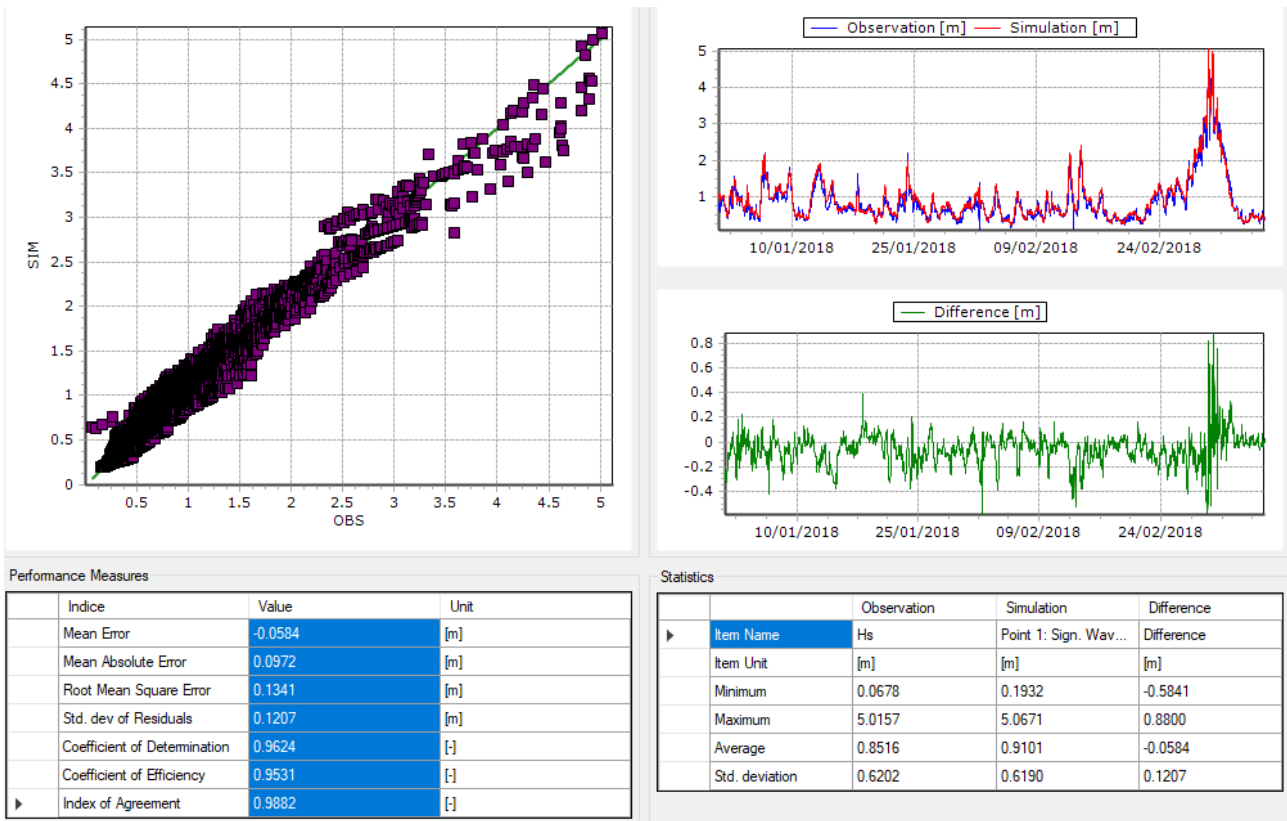 5
4.5
4
3.5
3
2.5
2
1.5
1
0.5
0
SIM
0.5 1 1.5 2 2.5 3 3.5 4 4.5 5
OBS
Observation [m] Simulation [m]
5
4
3
2
1
10/01/2018 25/01/2018 09/02/2018 24/02/2018
Difference [m]
0.8
0.6
0.4
0.2
0
-0.2
-0.4
10/01/2018 25/01/2018 09/02/2018 24/02/2018
Performance Measures
Indice Value Unit
Mean Error -0.0584 [m]
Mean Absolute Error 0.0972 [m]
Root Mean Square Error 0.1341 [m]
Std. dev of Residuals 0.1207 [m]
Coefficient of Determination 0.9624 [-]
Coefficient of Efficiency 0.9531 [-]
Index of Agreement 0.9882 [-]
Statistics
Observation Simulation Difference
Item Name Hs Point 1: Sign. Wav... Difference
Item Unit [m] [m] [m]
Minimum 0.0678 0.1932 -0.5841
Maximum 5.0157 5.0671 0.8800
Average 0.8516 0.9101 -0.0584
Std. deviation 0.6202 0.6190 0.1207